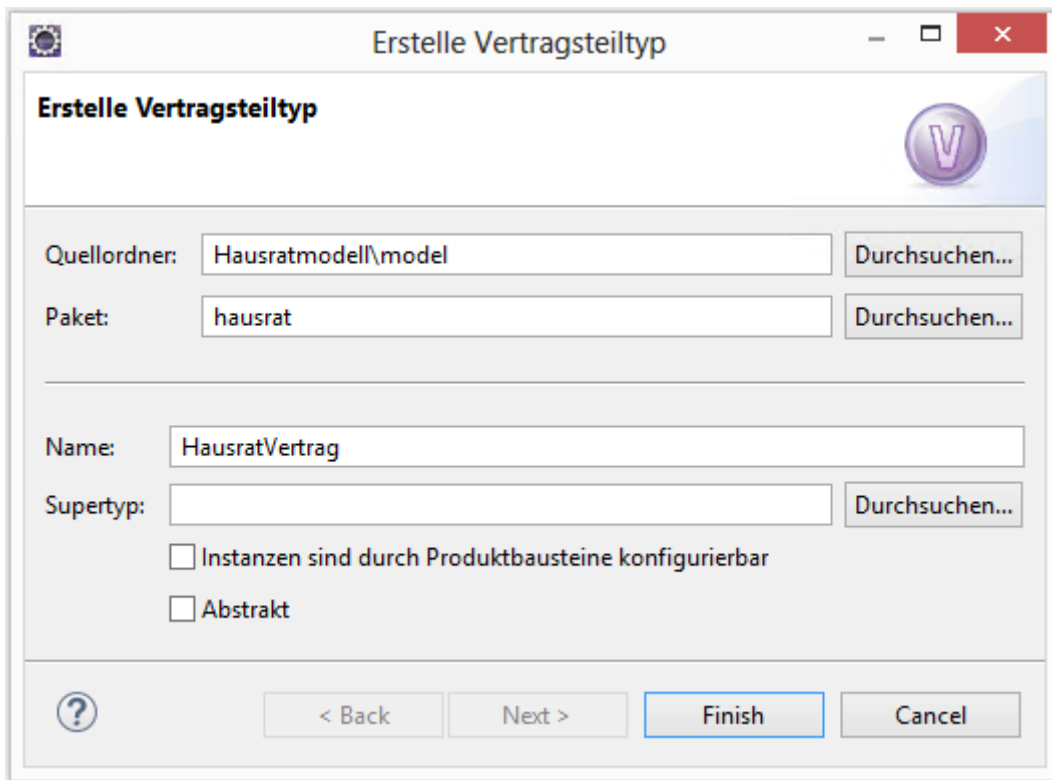 Erstelle Vertragsteiltyp
Erstelle Vertragsteiltyp
V
Quellordner: Hausratmodell\model Durchsuchen...
Paket: hausrat Durchsuchen...
Name: HausratVertrag
Supertyp: Durchsuchen...
Instanzen sind durch Produktbausteine konfigurierbar
Abstrakt
? < Back Next > Finish Cancel